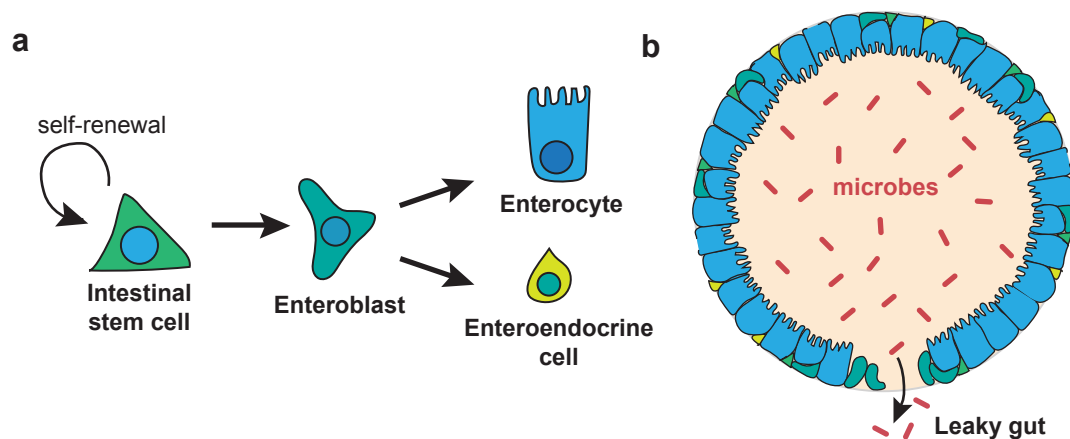 a
self-renewal
Intestinal
stem cell
Enteroblast
Enterocyte
Enteroendocrine
cell
b
microbes
Leaky gut